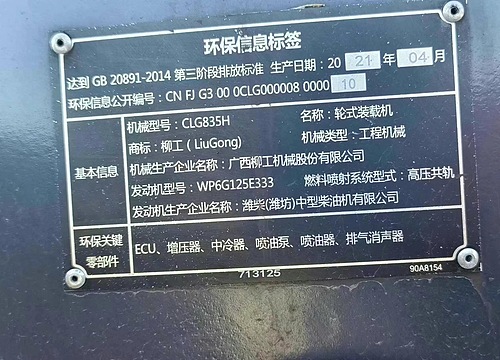 环保信息标签
达到 GB 20891-2014 第三阶段排放标准 生产日期：20 21 年 04 月
环保信息公开编号：CN FJ G3 00 0CLG000008 0000 10
基本信息
机械型号：CLG835H 名称：轮式装载机
商标：柳工（LiuGong） 机械类型：工程机械
机械生产企业名称：广西柳工机械股份有限公司
发动机型号：WP6G125E333 燃料喷射系统型式：高压共轨
发动机生产企业名称：潍柴(潍坊)中型柴油机有限公司
环保关键
零部件
ECU、增压器、中冷器、喷油泵、喷油器、排气消声器
713125
90A8154